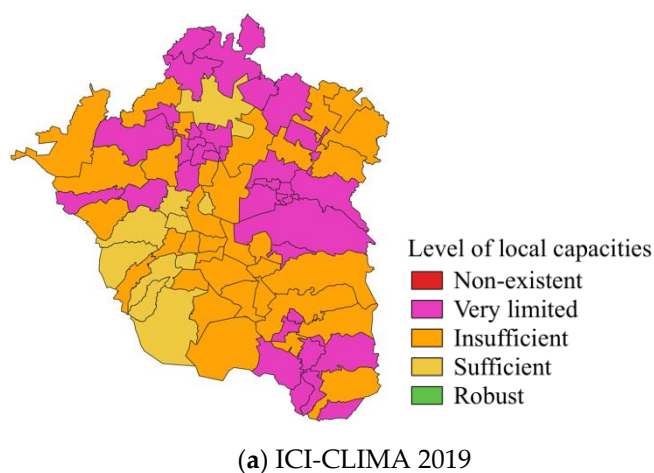 Level of local capacities
Non-existent
Very limited
Insufficient
Sufficient
Robust
(a) ICI-CLIMA 2019